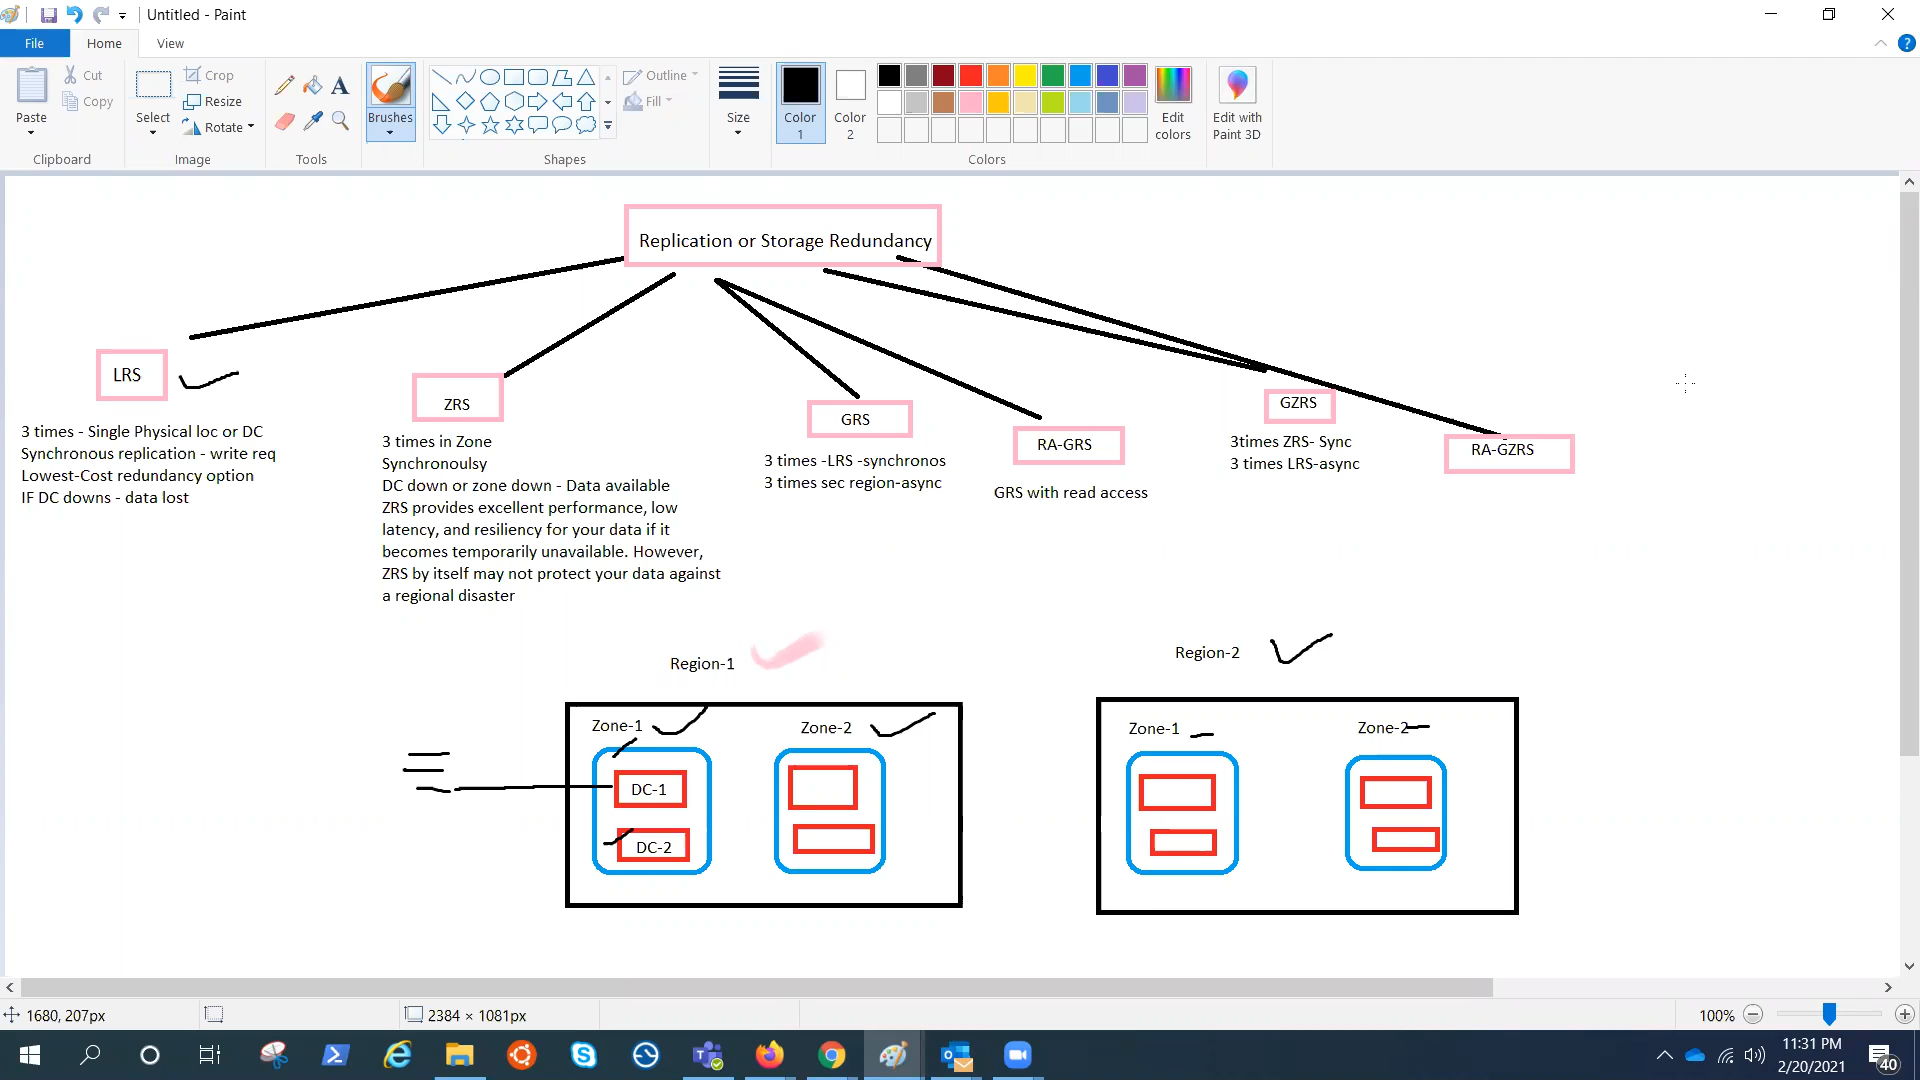 Untitled - Paint
File
Home
View
Paste
Cut
Copy
Clipboard
Select
Crop
Resize
Rotate
Image
Tools
Brushes
Outline
Fill
Shapes
Size
Color
1
Color
2
Edit
colors
Edit with
Paint 3D
Colors
Replication or Storage Redundancy
LRS
3 times - Single Physical loc or DC
Synchronous replication - write req
Lowest-Cost redundancy option
IF DC downs - data lost
ZRS
3 times in Zone
Synchronoulsy
DC down or zone down - Data available
ZRS provides excellent performance, low
latency, and resiliency for your data if it
becomes temporarily unavailable. However,
ZRS by itself may not protect your data against
a regional disaster
GRS
3 times -LRS -synchronos
3 times sec region-async
RA-GRS
GRS with read access
GZRS
3times ZRS- Sync
3 times LRS-async
RA-GZRS
Region-1
Zone-1
Zone-2
DC-1
DC-2
Region-2
Zone-1
Zone-2
1680, 207px
2384 × 1081px
100%
11:31 PM
2/20/2021
40